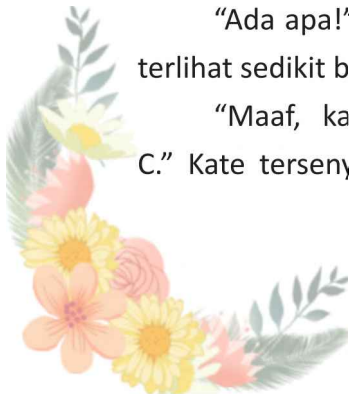 “Ada apa!”
terlihat sedikit b
“Maaf, ka
C.” Kate terseny